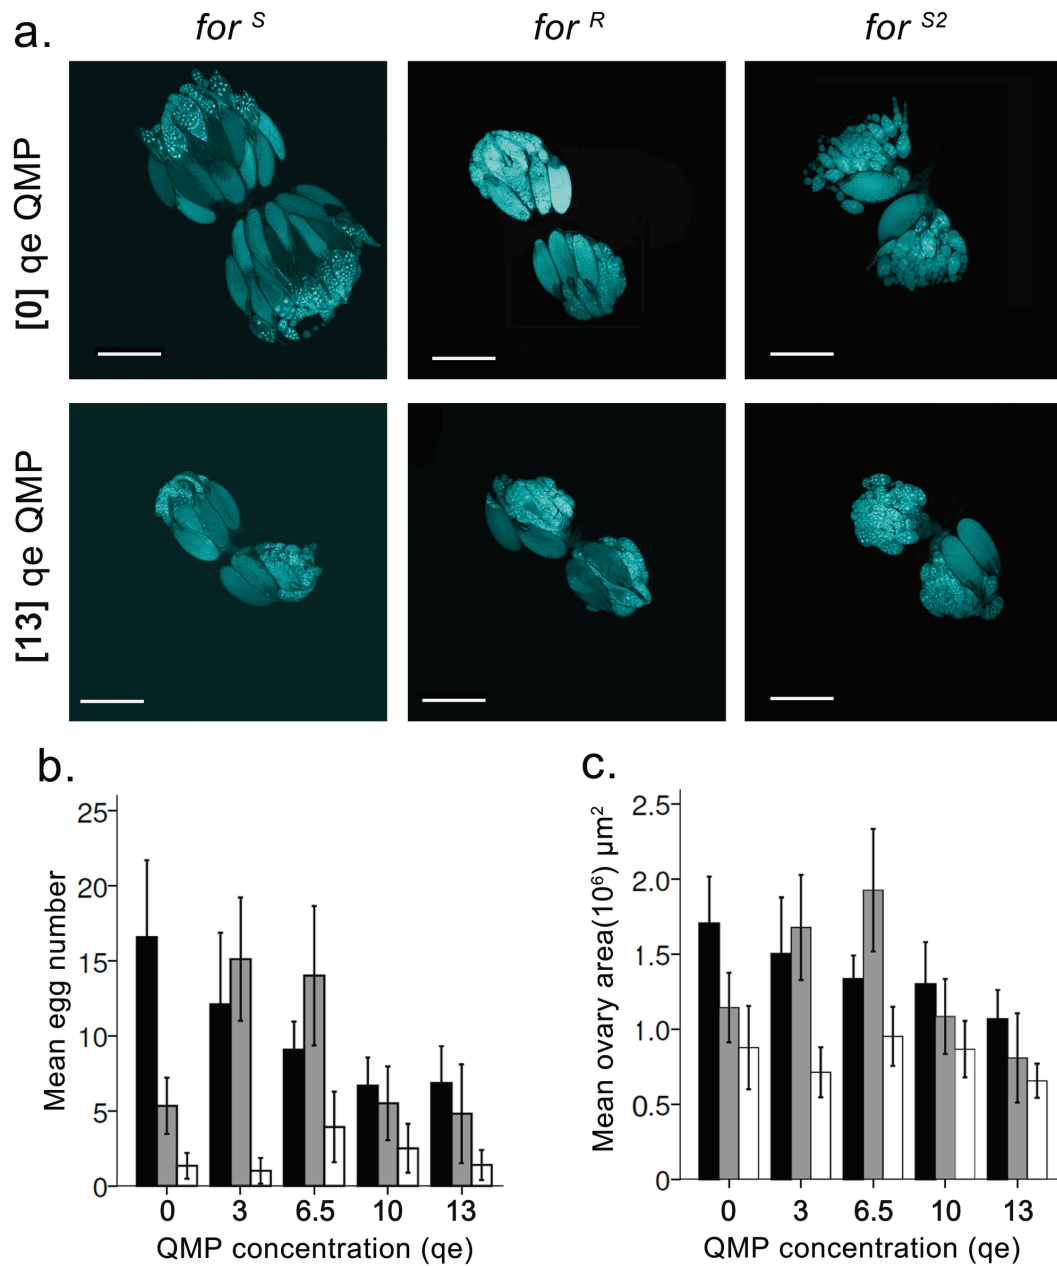 a.
for S
for R
for S2
[0] qe QMP
[13] qe QMP
b.
Mean egg number
25
20
15
10
5
0
0 3 6.5 10 13
QMP concentration (qe)
c.
Mean ovary area(10⁶) µm²
2.5
2.0
1.5
1.0
0.5
0
0 3 6.5 10 13
QMP concentration (qe)